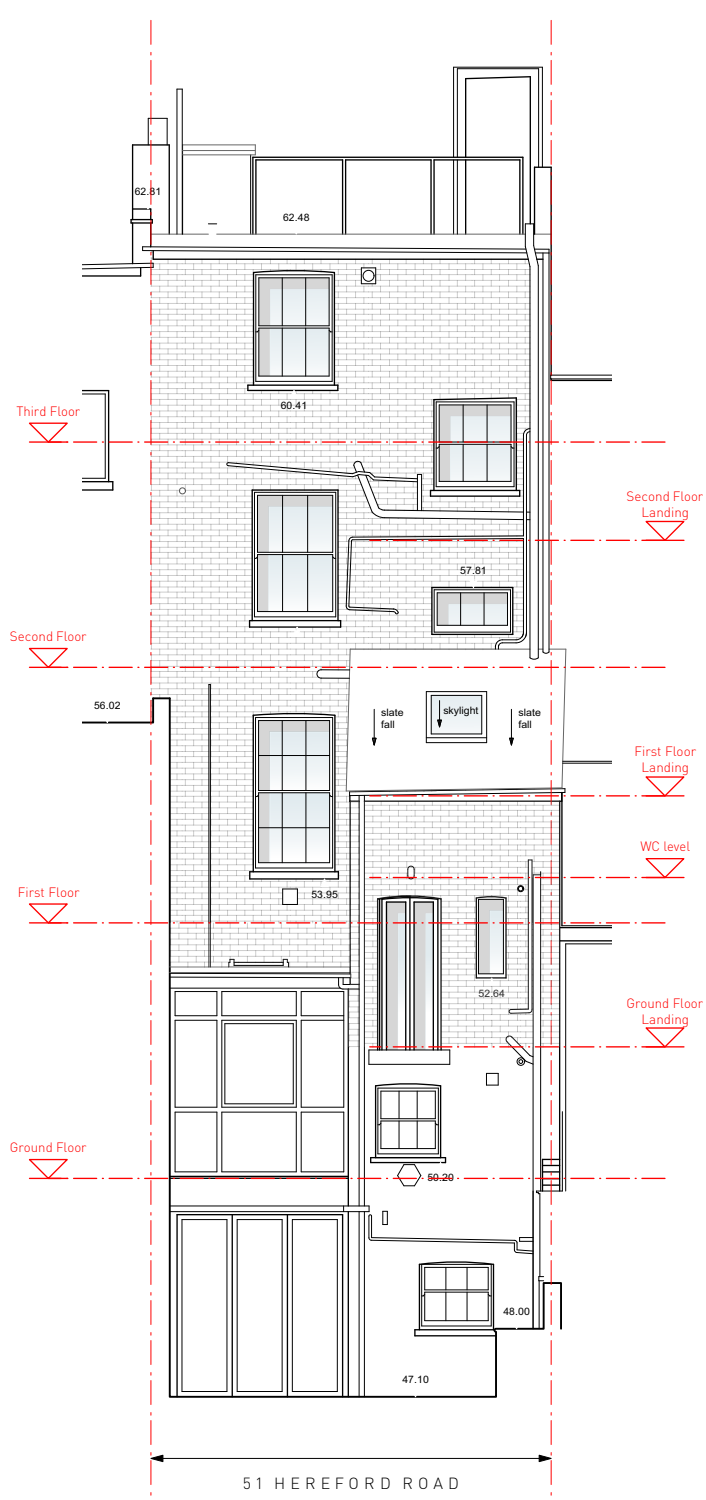 62.81
62.48
60.41
Third Floor
Second Floor
Landing
57.81
Second Floor
56.02
slate
fall
skylight
slate
fall
First Floor
Landing
WC level
53.95
First Floor
52.64
Ground Floor
Landing
Ground Floor
50.20
48.00
47.10
51 HEREFORD ROAD